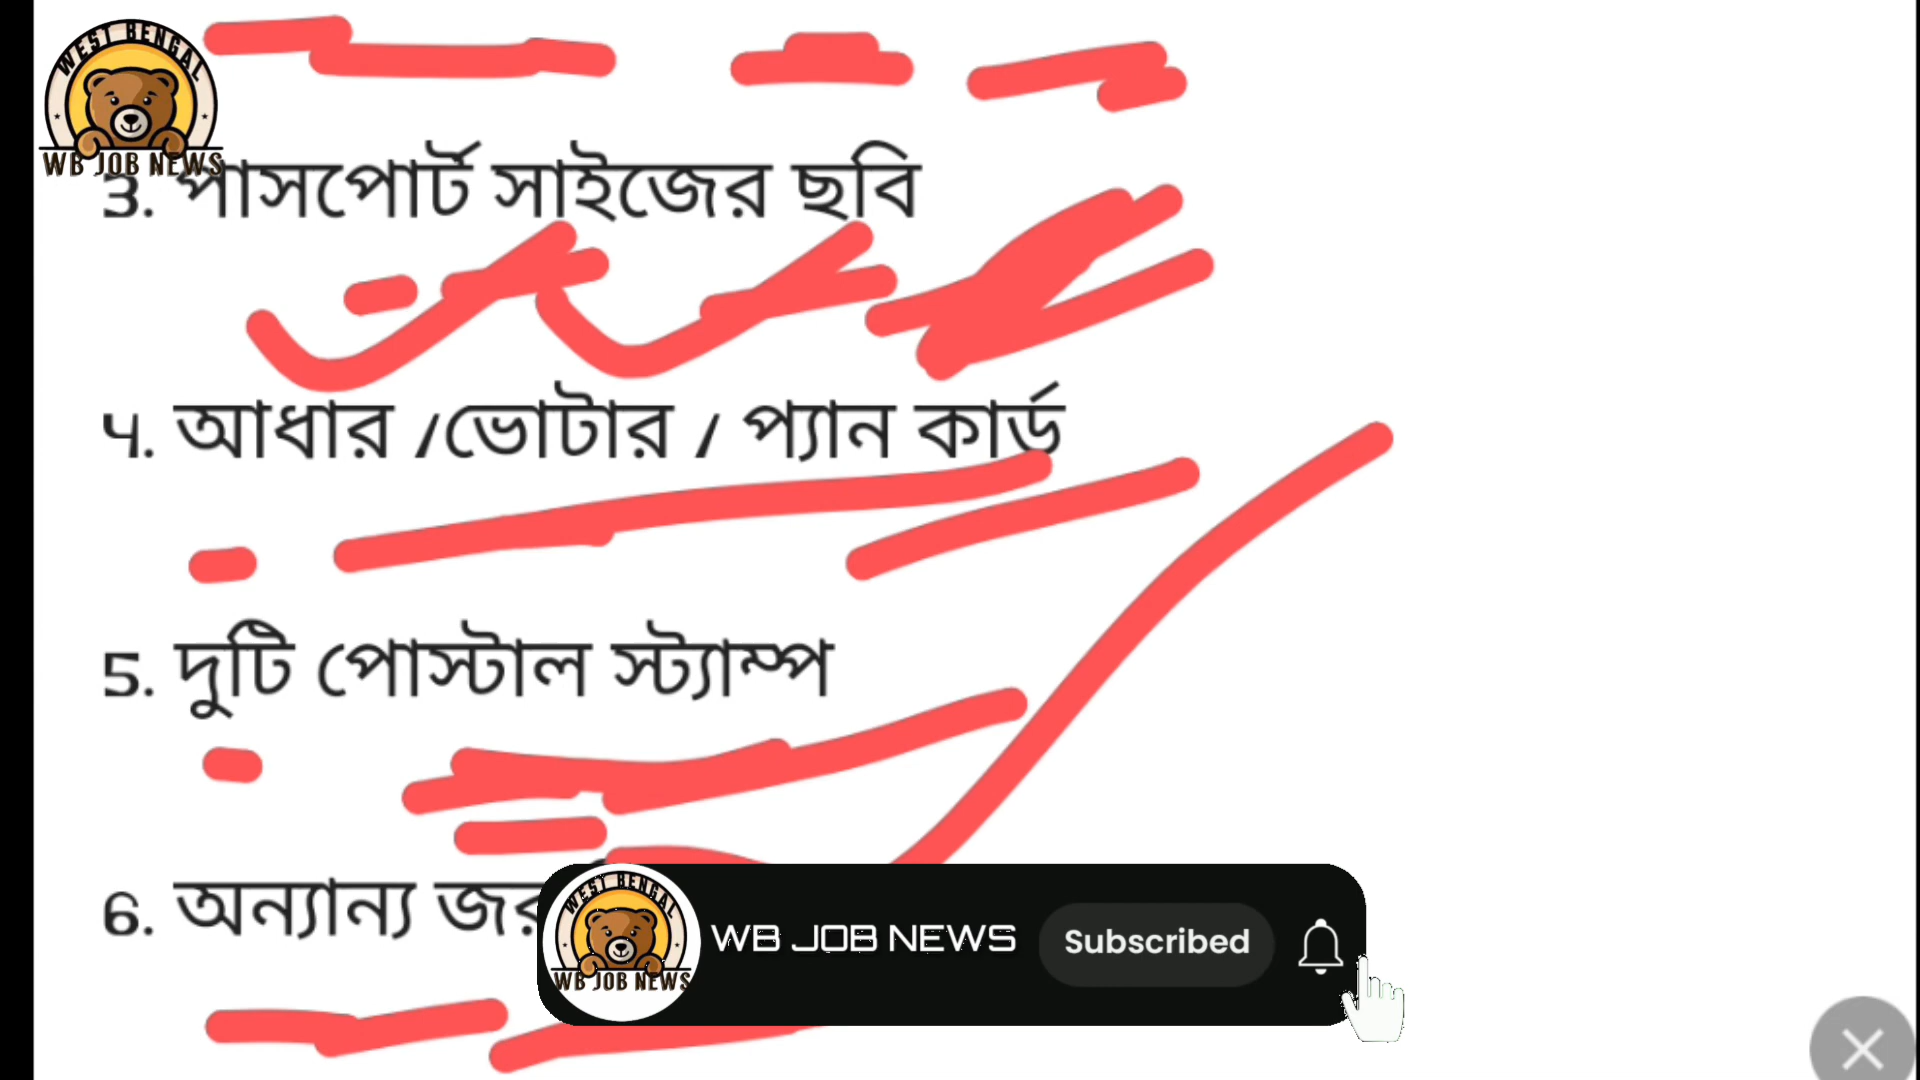 WEST BENGAL
WB JOB NEWS
3. পাসপোর্ট সাইজের ছবি
4. আধার /ভোটার / প্যান কার্ড
5. দুটি পোস্টাল স্ট্যাম্প
6. অন্যান্য
WEST BENGAL
WB JOB NEWS
WB JOB NEWS
Subscribed